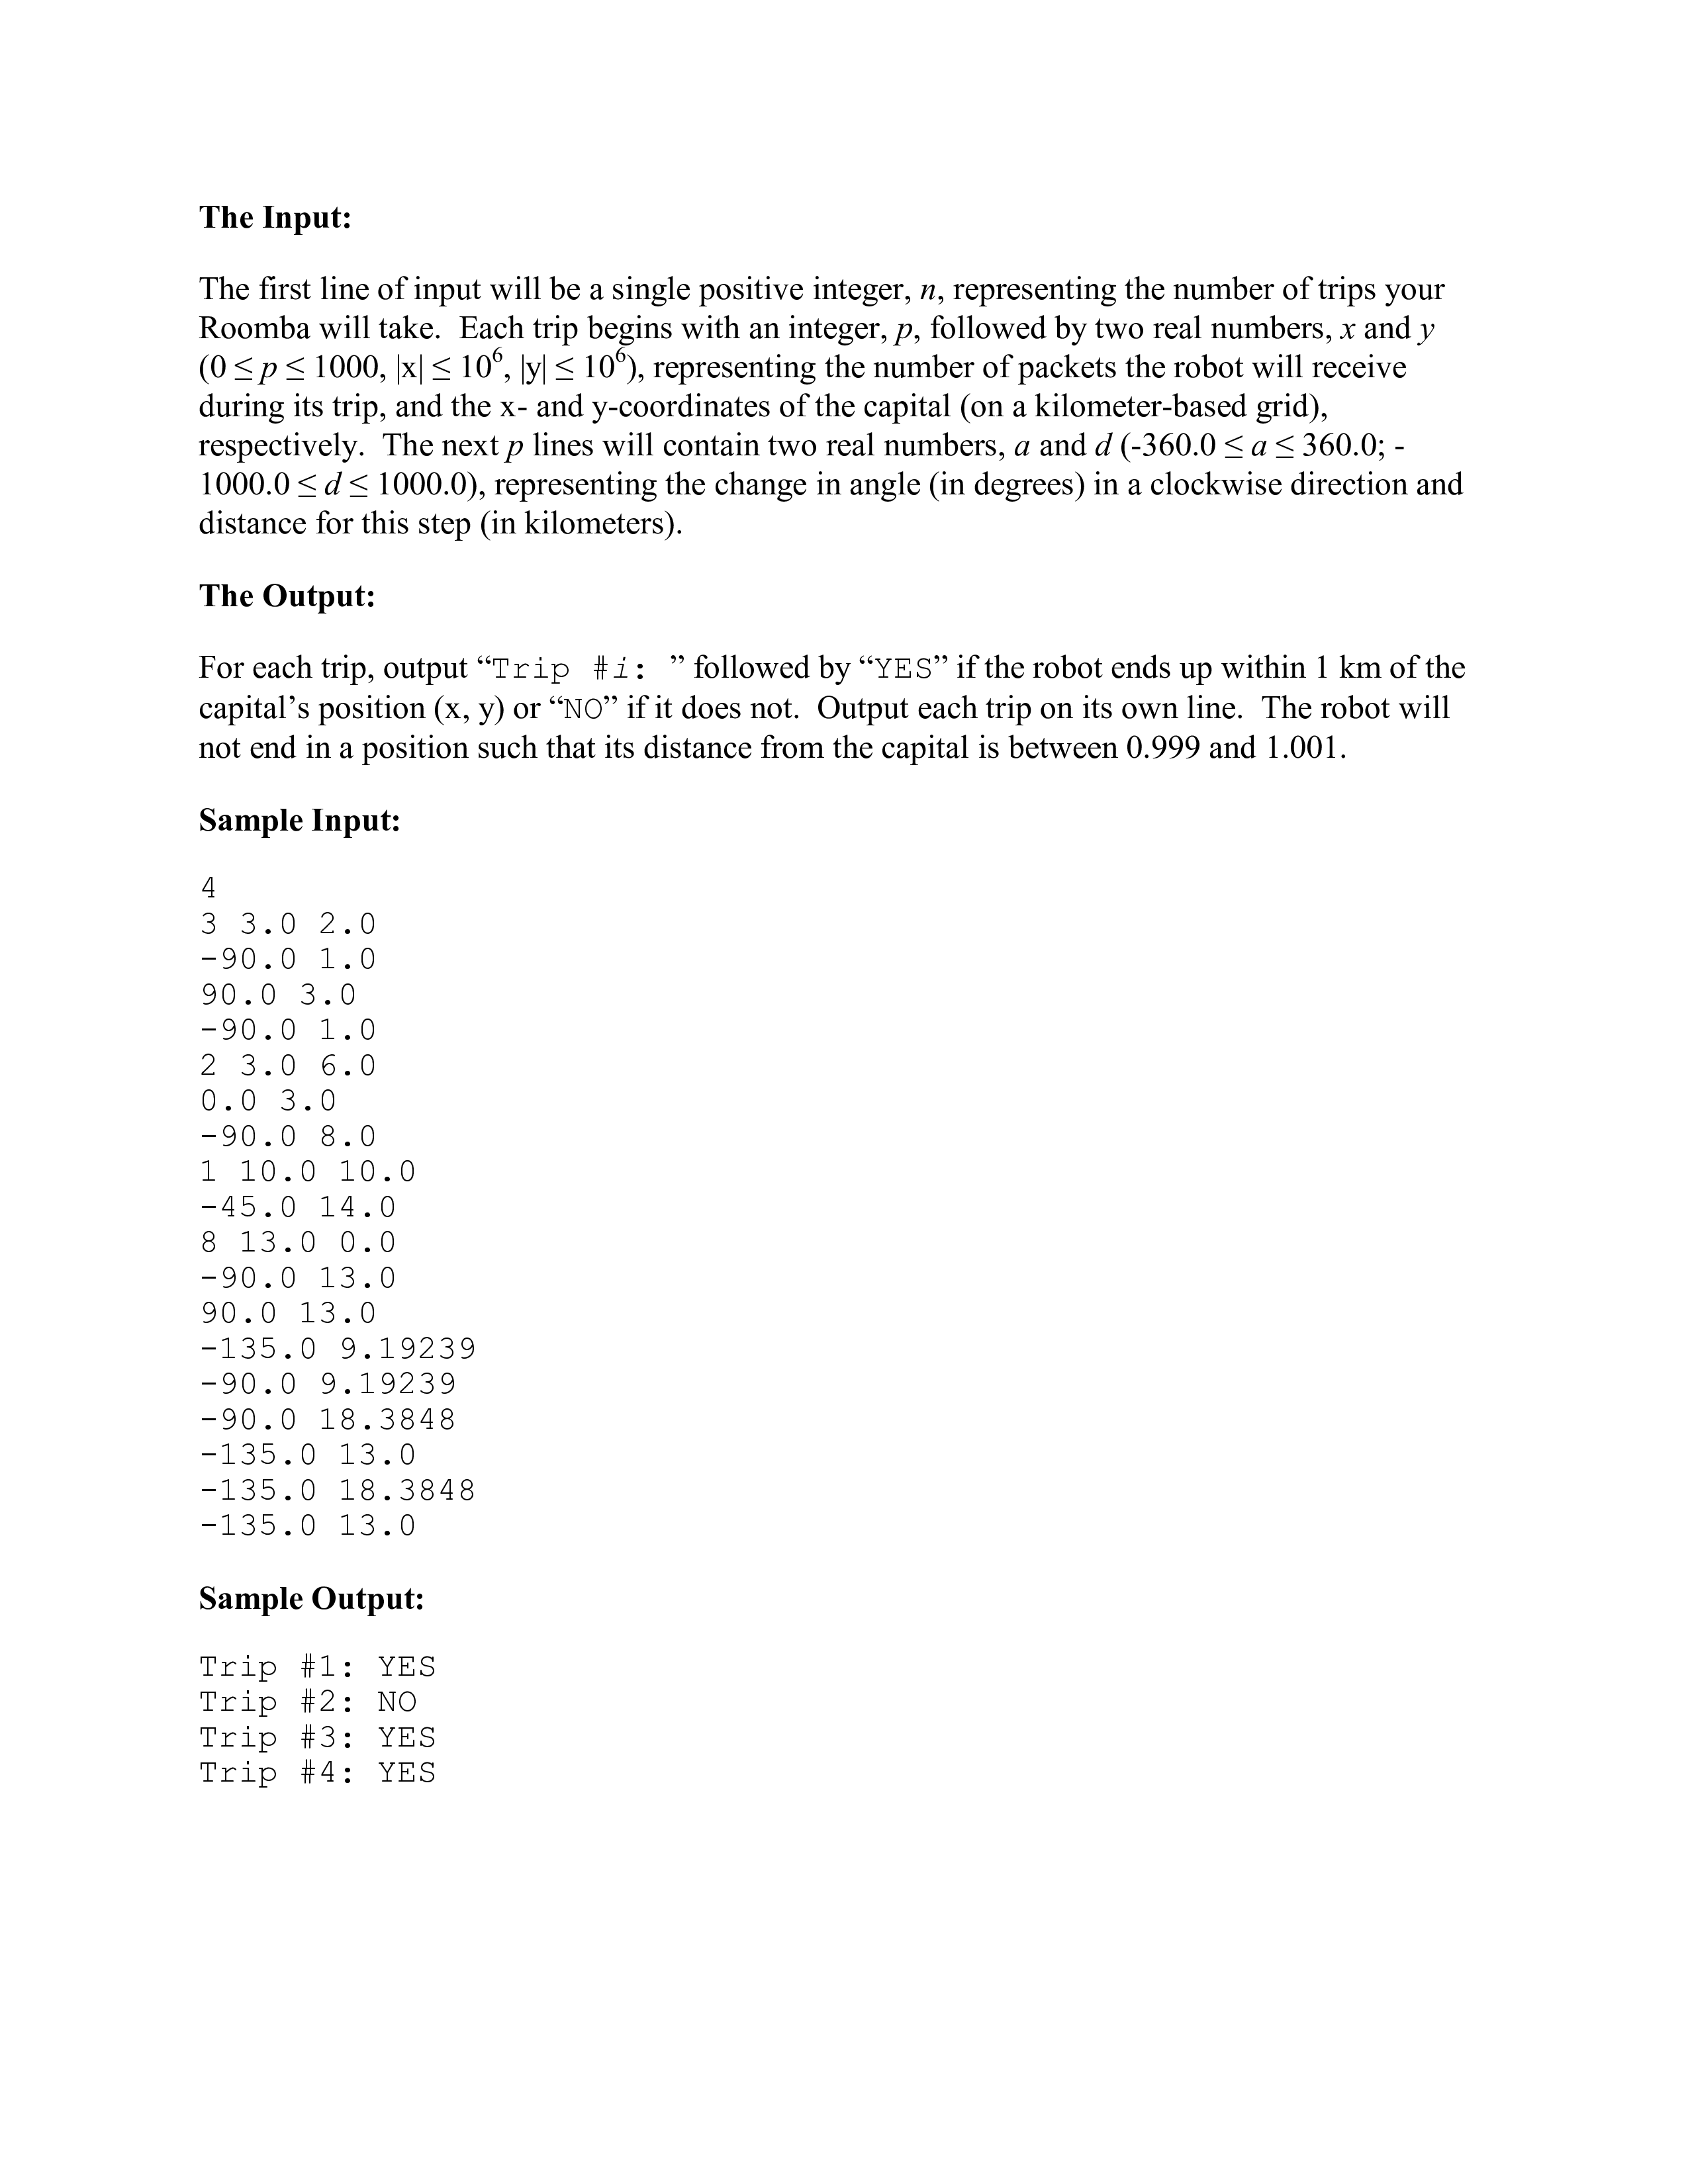 The Input:
The first line of input will be a single positive integer, n, representing the number of trips your
Roomba will take.  Each trip begins with an integer, p, followed by two real numbers, x and y
(0 ≤ p ≤ 1000, |x| ≤ 10⁶, |y| ≤ 10⁶), representing the number of packets the robot will receive
during its trip, and the x- and y-coordinates of the capital (on a kilometer-based grid),
respectively.  The next p lines will contain two real numbers, a and d (-360.0 ≤ a ≤ 360.0; -
1000.0 ≤ d ≤ 1000.0), representing the change in angle (in degrees) in a clockwise direction and
distance for this step (in kilometers).
The Output:
For each trip, output “Trip #i: ” followed by “YES” if the robot ends up within 1 km of the
capital’s position (x, y) or “NO” if it does not.  Output each trip on its own line.  The robot will
not end in a position such that its distance from the capital is between 0.999 and 1.001.
Sample Input:
4
3 3.0 2.0
-90.0 1.0
90.0 3.0
-90.0 1.0
2 3.0 6.0
0.0 3.0
-90.0 8.0
1 10.0 10.0
-45.0 14.0
8 13.0 0.0
-90.0 13.0
90.0 13.0
-135.0 9.19239
-90.0 9.19239
-90.0 18.3848
-135.0 13.0
-135.0 18.3848
-135.0 13.0
Sample Output:
Trip #1: YES
Trip #2: NO
Trip #3: YES
Trip #4: YES